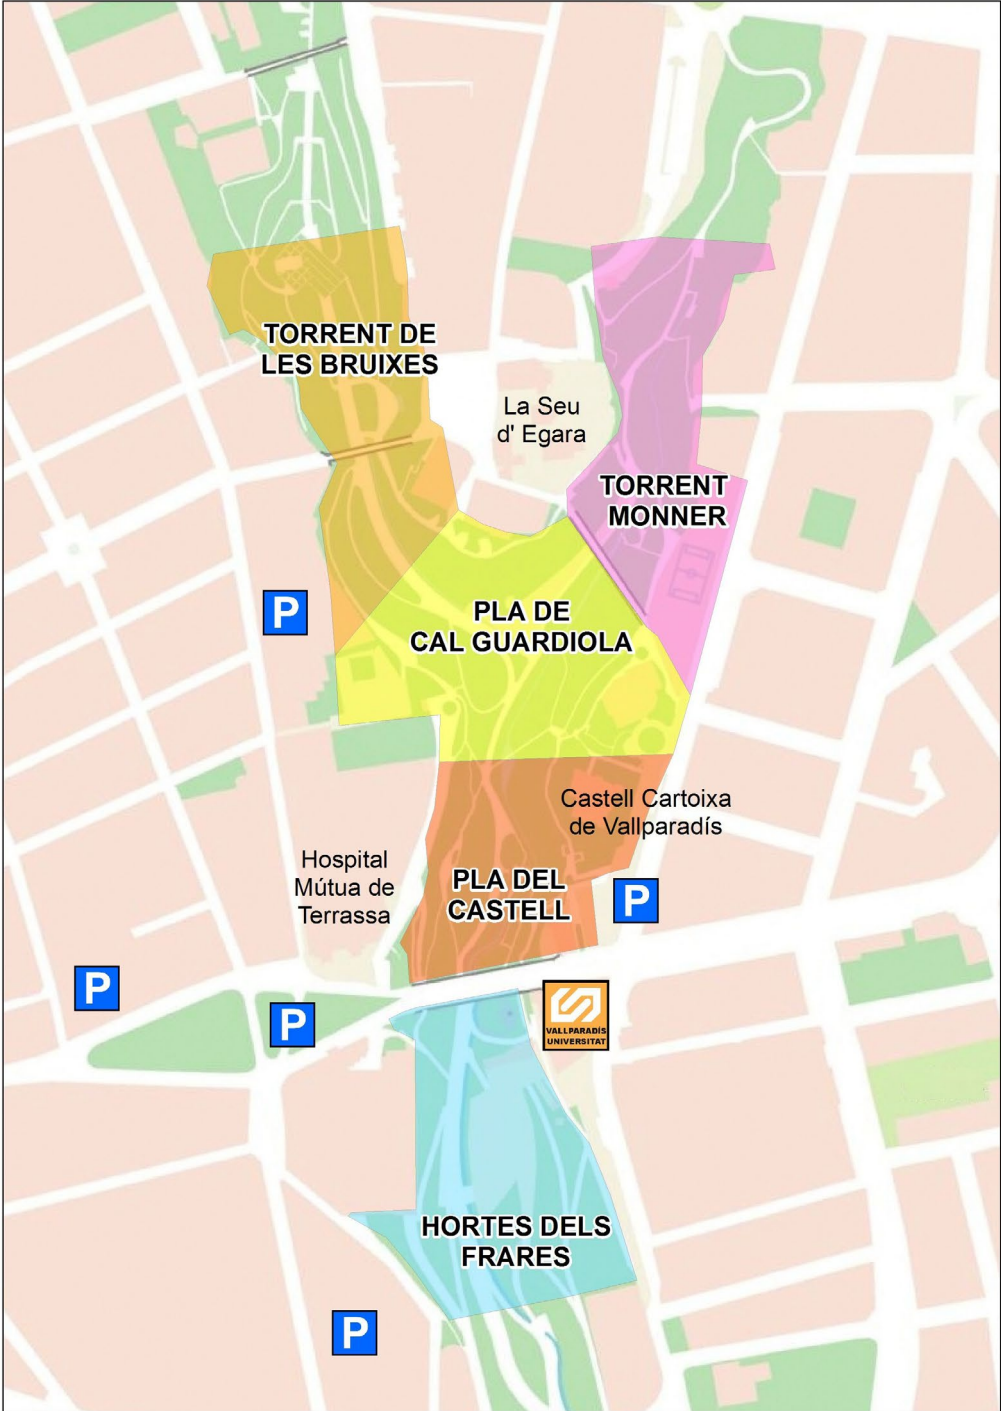 TORRENT DE
LES BRUIXES
La Seu
d' Egara
TORRENT
MONNER
P
PLA DE
CAL GUARDIOLA
Castell Cartoixa
de Vallparadís
Hospital
Mútua de
Terrassa
PLA DEL
CASTELL
P
P
P
VALLPARADÍS
UNIVERSITAT
HORTES DELS
FRARES
P